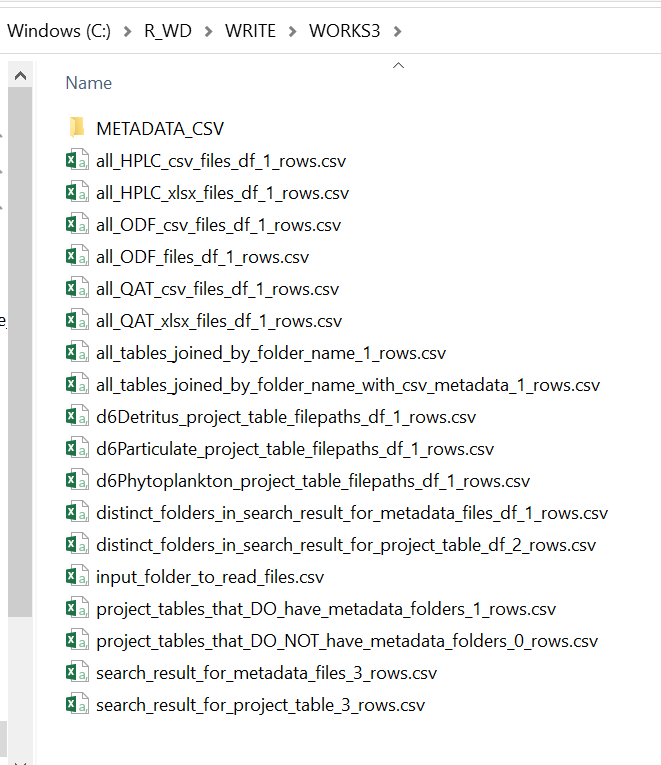 Windows (C:) > R_WD > WRITE > WORKS3 >
Name
METADATA_CSV
all_HPLC_csv_files_df_1_rows.csv
all_HPLC_xlsx_files_df_1_rows.csv
all_ODF_csv_files_df_1_rows.csv
all_ODF_files_df_1_rows.csv
all_QAT_csv_files_df_1_rows.csv
all_QAT_xlsx_files_df_1_rows.csv
all_tables_joined_by_folder_name_1_rows.csv
all_tables_joined_by_folder_name_with_csv_metadata_1_rows.csv
d6Detritus_project_table_filepaths_df_1_rows.csv
d6Particulate_project_table_filepaths_df_1_rows.csv
d6Phytoplankton_project_table_filepaths_df_1_rows.csv
distinct_folders_in_search_result_for_metadata_files_df_1_rows.csv
distinct_folders_in_search_result_for_project_table_df_2_rows.csv
input_folder_to_read_files.csv
project_tables_that_DO_have_metadata_folders_1_rows.csv
project_tables_that_DO_NOT_have_metadata_folders_0_rows.csv
search_result_for_metadata_files_3_rows.csv
search_result_for_project_table_3_rows.csv